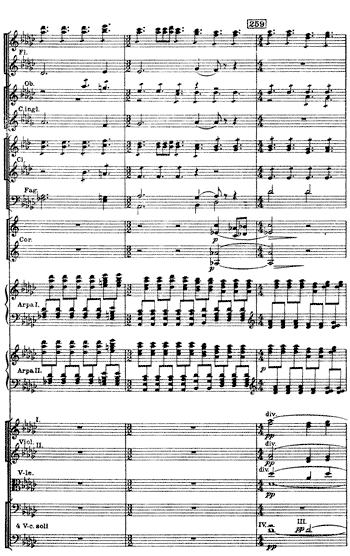 259
Fl.
Ob.
C.ingl.
Cl.
Fag.
Cor.
p
p
Arpa I.
Arpa II.
p
div.
I.
pp
Viol. II.
pp
div.
V-le.
pp
4 V-c. soli
IV.
III.
pp